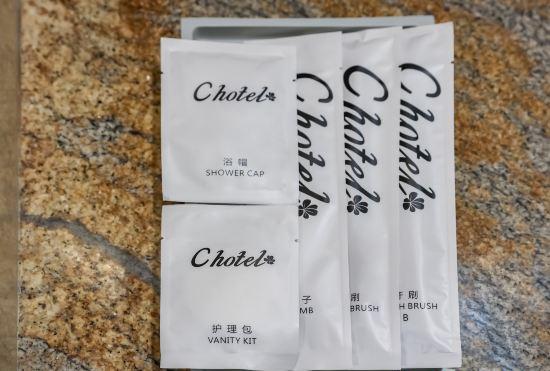 Chotel
浴帽
SHOWER CAP
Chotel
护理包
VANITY KIT
Chotel
子
MB
Chotel
刷
BRUSH
Chotel
刷
H BRUSH
B